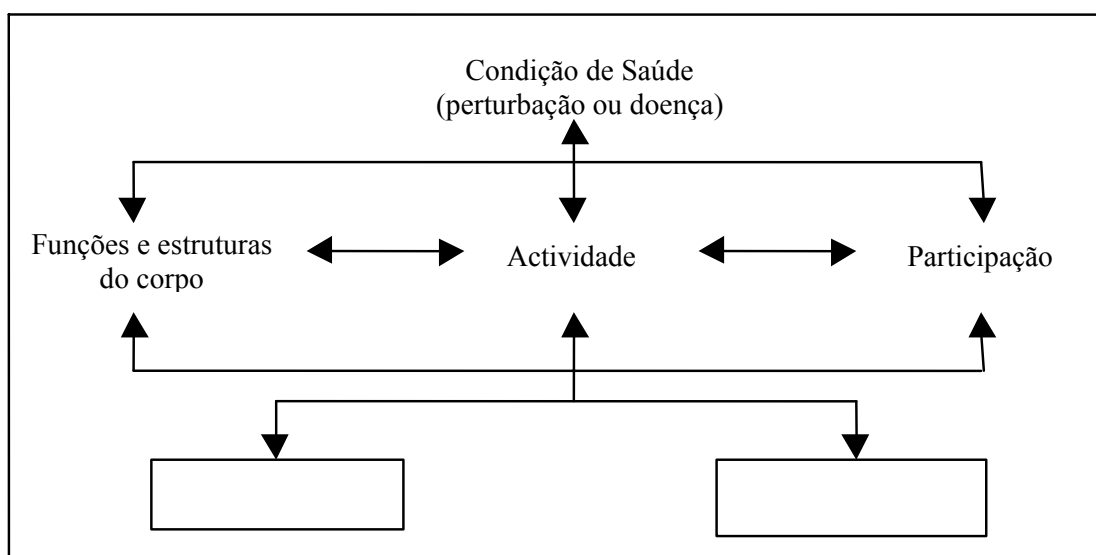 Condição de Saúde
(perturbação ou doença)
Funções e estruturas
do corpo
Actividade
Participação